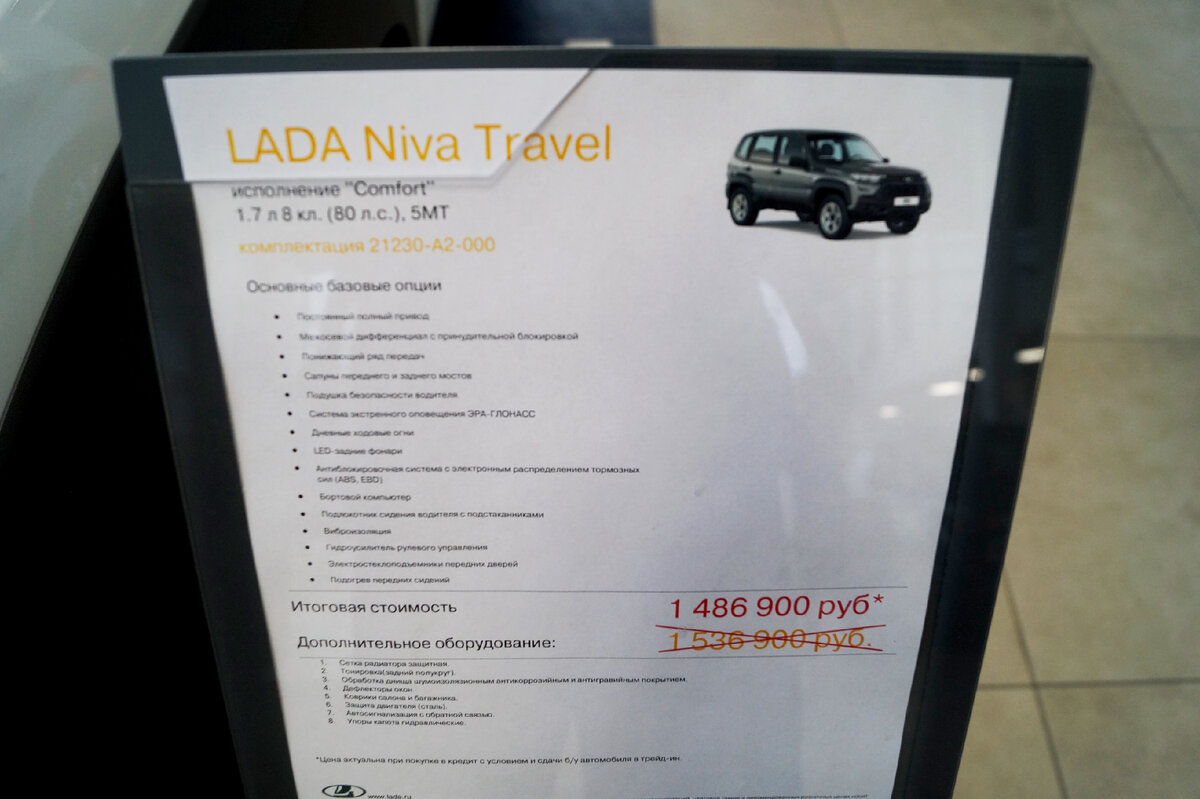 LADA Niva Travel
исполнение "Comfort"
1.7 л 8 кл. (80 л.с.), 5МТ
комплектация 21230-A2-000
Основные базовые опции
• Постоянный полный привод
• Межосевой дифференциал с принудительной блокировкой
• Понижающий ряд передач
• Сапуны переднего и заднего мостов
• Подушка безопасности водителя
• Система экстренного оповещения ЭРА-ГЛОНАСС
• Дневные ходовые огни
• LED-задние фонари
• Антиблокировочная система с электронным распределением тормозных
сил (ABS, EBD)
• Бортовой компьютер
• Подлокотник сидения водителя с подстаканниками
• Виброизоляция
• Гидроусилитель рулевого управления
• Электростеклоподъемники передних дверей
• Подогрев передних сидений
Итоговая стоимость 1 486 900 руб*
1 536 900 руб.
Дополнительное оборудование:
1. Сетка радиатора защитная.
2. Тонировка(задний полукруг).
3. Обработка днища шумоизолязионным антикоррозийным и антигравийным покрытием.
4. Дефлекторы окон.
5. Коврики салона и багажника.
6. Защита двигателя (сталь).
7. Автосигнализация с обратной связью.
8. Упоры капота гидравлические.
*Цена актуальна при покупке в кредит с условием и сдачи б/у автомобиля в трейд-ин.
www.lada.ru